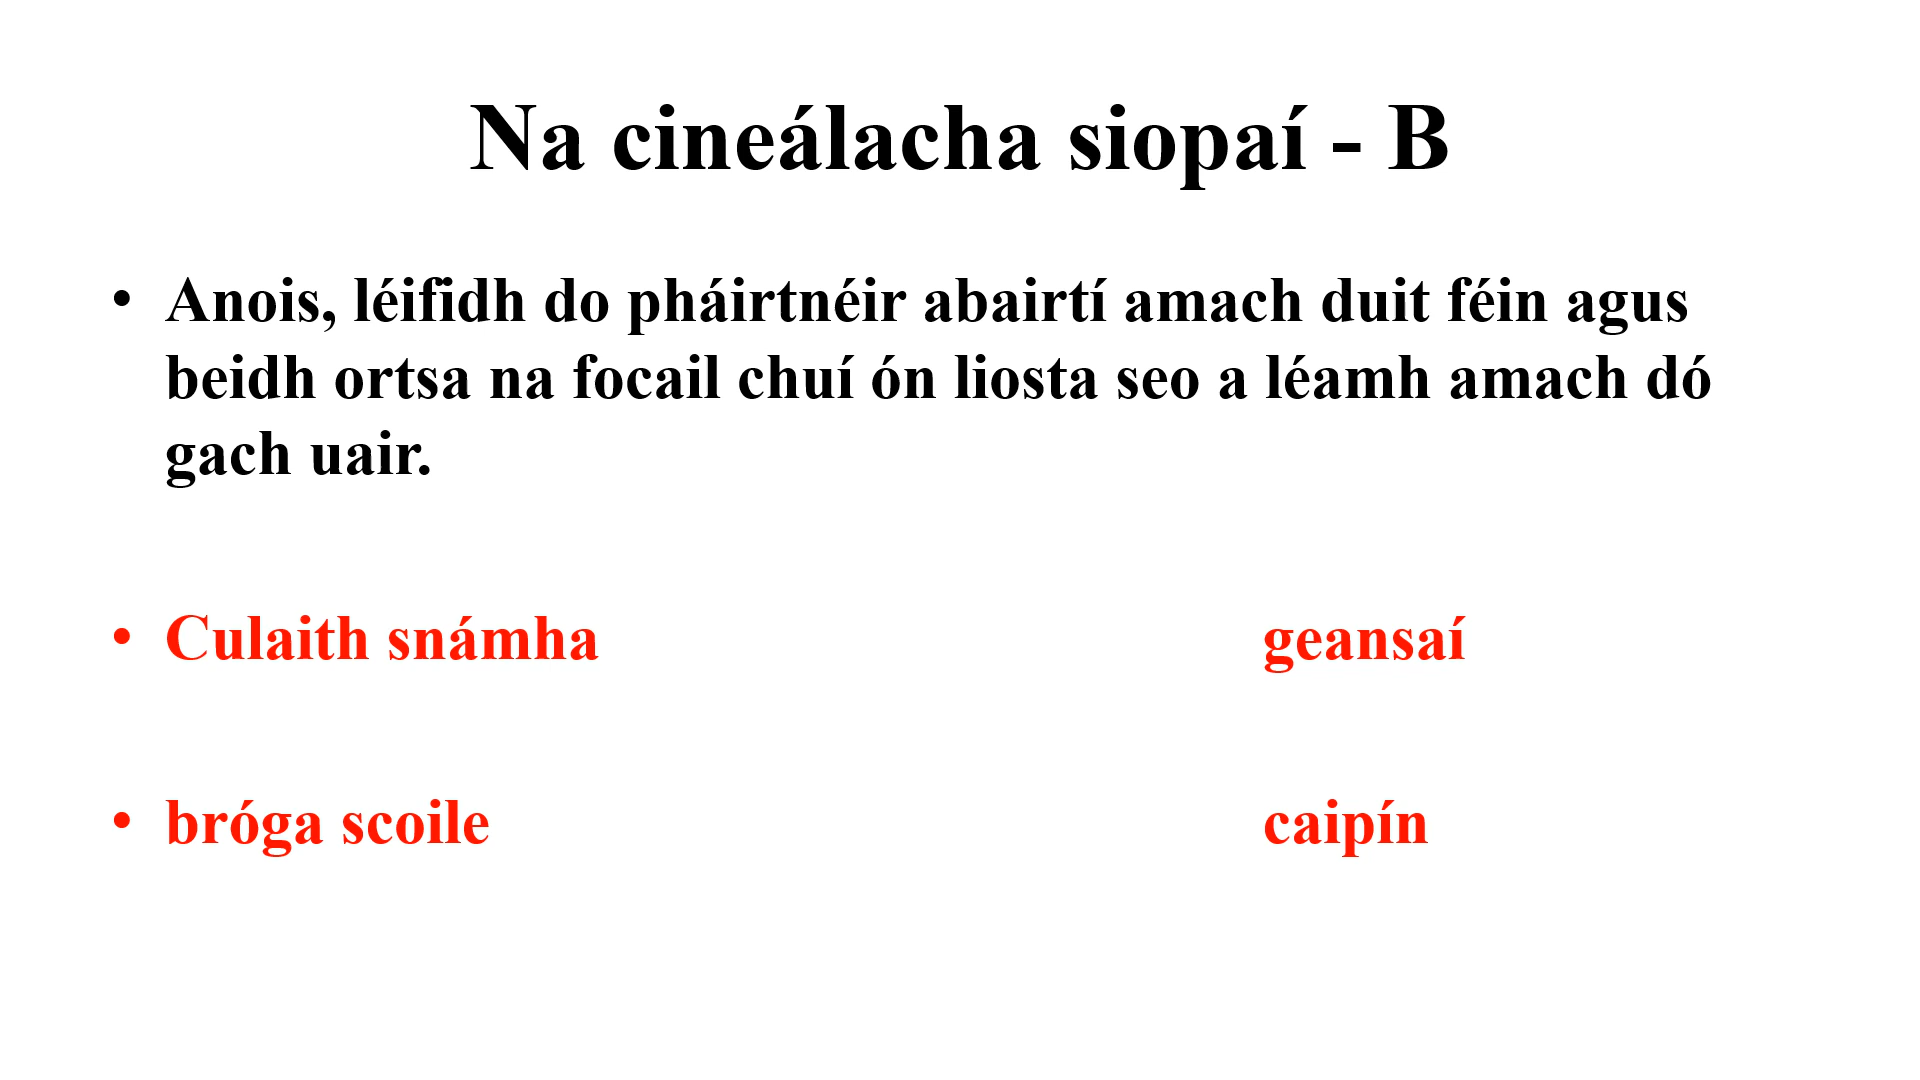 Na cineálacha siopaí - B
• Anois, léifidh do pháirtnéir abairtí amach duit féin agus
beidh ortsa na focail chuí ón liosta seo a léamh amach dó
gach uair.
• Culaith snámha geansaí
• bróga scoile caipín